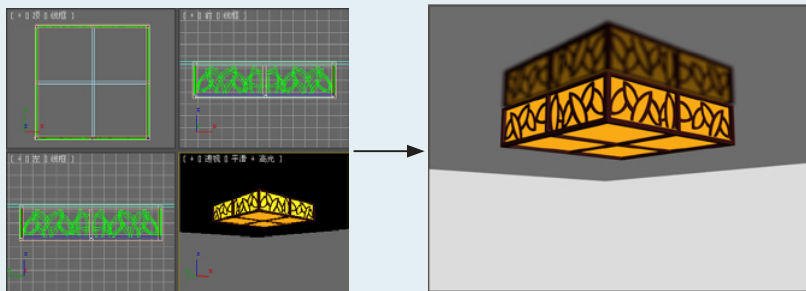 [ + ][ 顶 ][ 线框 ]
[ + ][ 前 ][ 线框 ]
[ + ][ 左 ][ 线框 ]
[ + ][ 透视 ][ 平滑 + 高光 ]